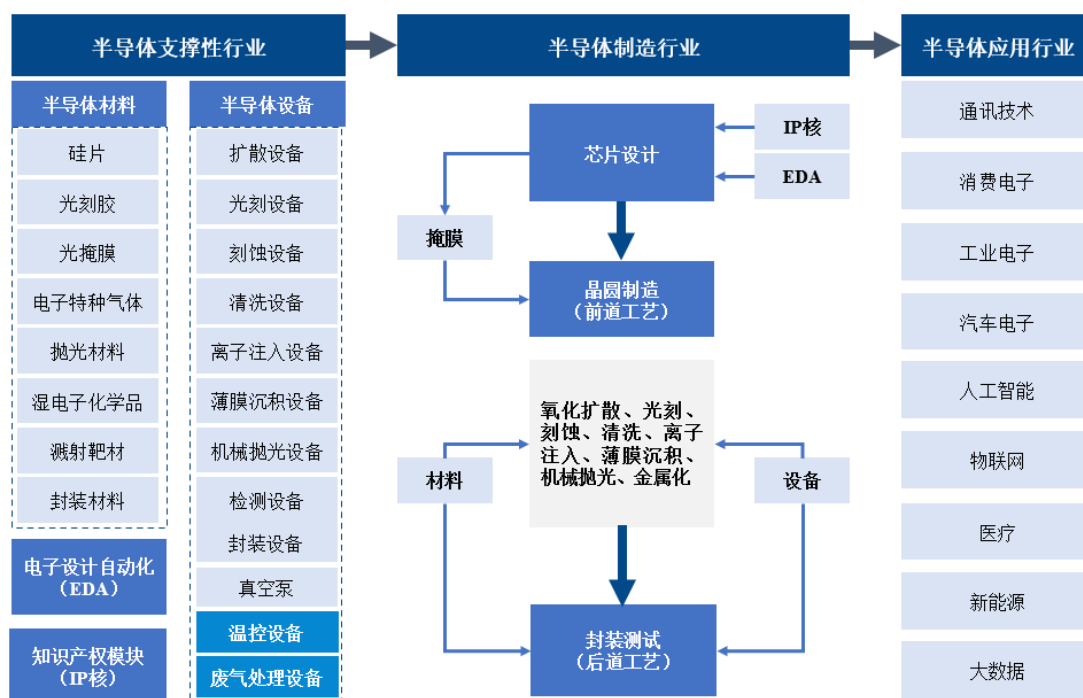 半导体支撑性行业
半导体制造行业
半导体应用行业
半导体材料
硅片
光刻胶
光掩膜
电子特种气体
抛光材料
湿电子化学品
溅射靶材
封装材料
电子设计自动化
（EDA）
知识产权模块
（IP核）
半导体设备
扩散设备
光刻设备
刻蚀设备
清洗设备
离子注入设备
薄膜沉积设备
机械抛光设备
检测设备
封装设备
真空泵
温控设备
废气处理设备
芯片设计
IP核
EDA
掩膜
晶圆制造
（前道工艺）
氧化扩散、光刻、
刻蚀、清洗、离子
注入、薄膜沉积、
机械抛光、金属化
材料
设备
封装测试
（后道工艺）
通讯技术
消费电子
工业电子
汽车电子
人工智能
物联网
医疗
新能源
大数据